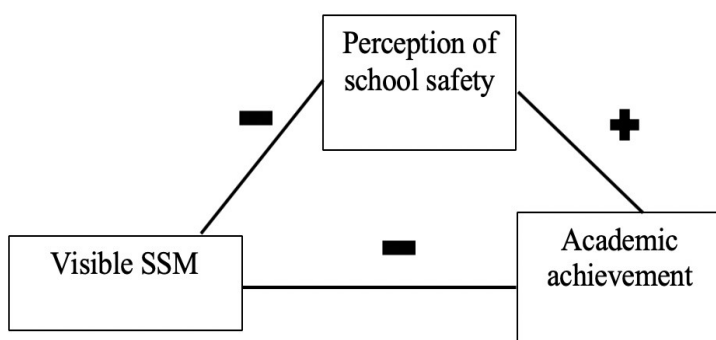 Perception of
school safety
Visible SSM
Academic
achievement